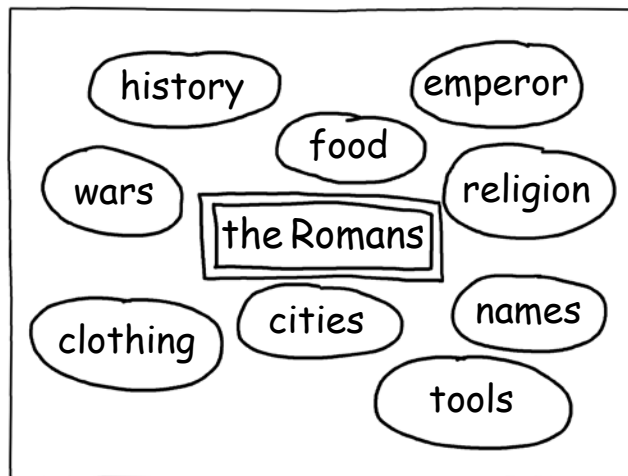 history
emperor
food
wars
religion
the Romans
cities
names
clothing
tools